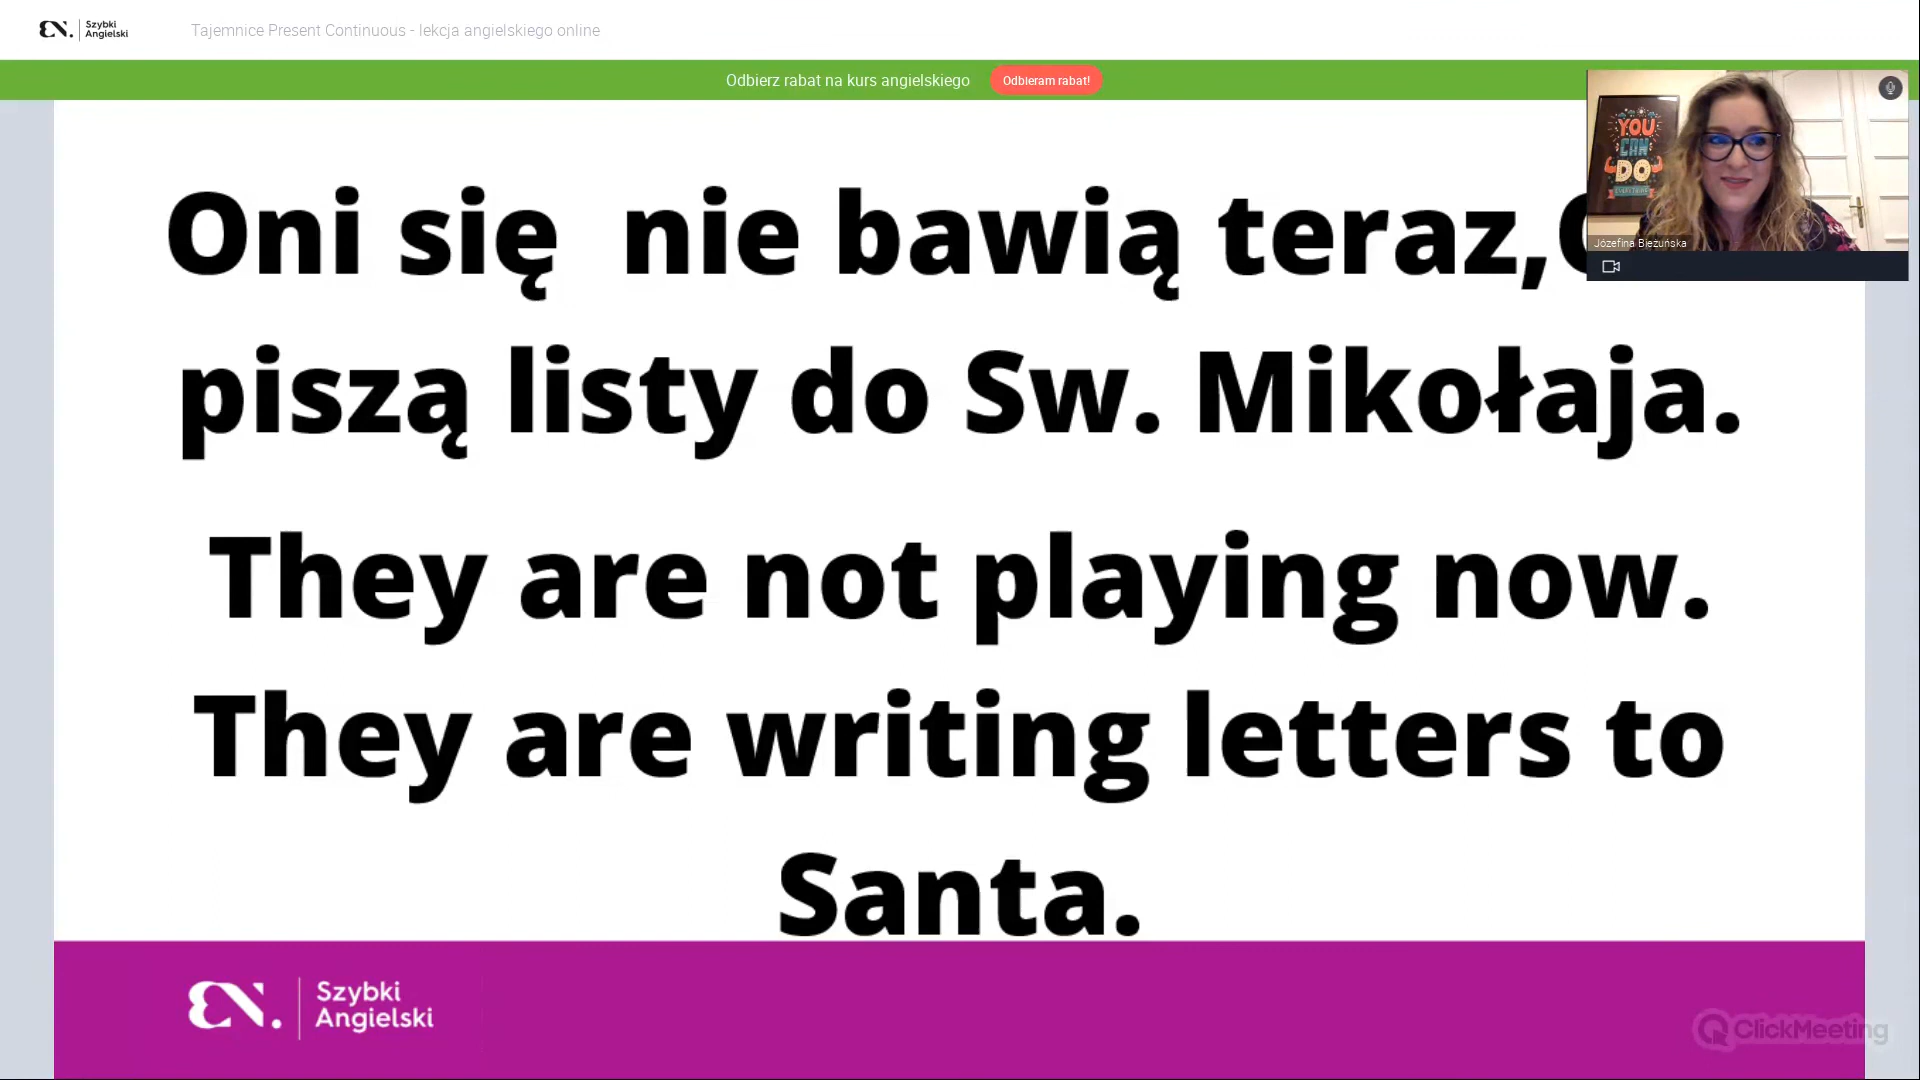 Szybki
Angielski
Tajemnice Present Continuous - lekcja angielskiego online
Odbierz rabat na kurs angielskiego
Odbieram rabat!
YOU
CAN
DO
Józefina Bieżuńska
Oni się nie bawią teraz,
piszą listy do Sw. Mikołaja.
They are not playing now.
They are writing letters to
Santa.
Szybki
Angielski
ClickMeeting